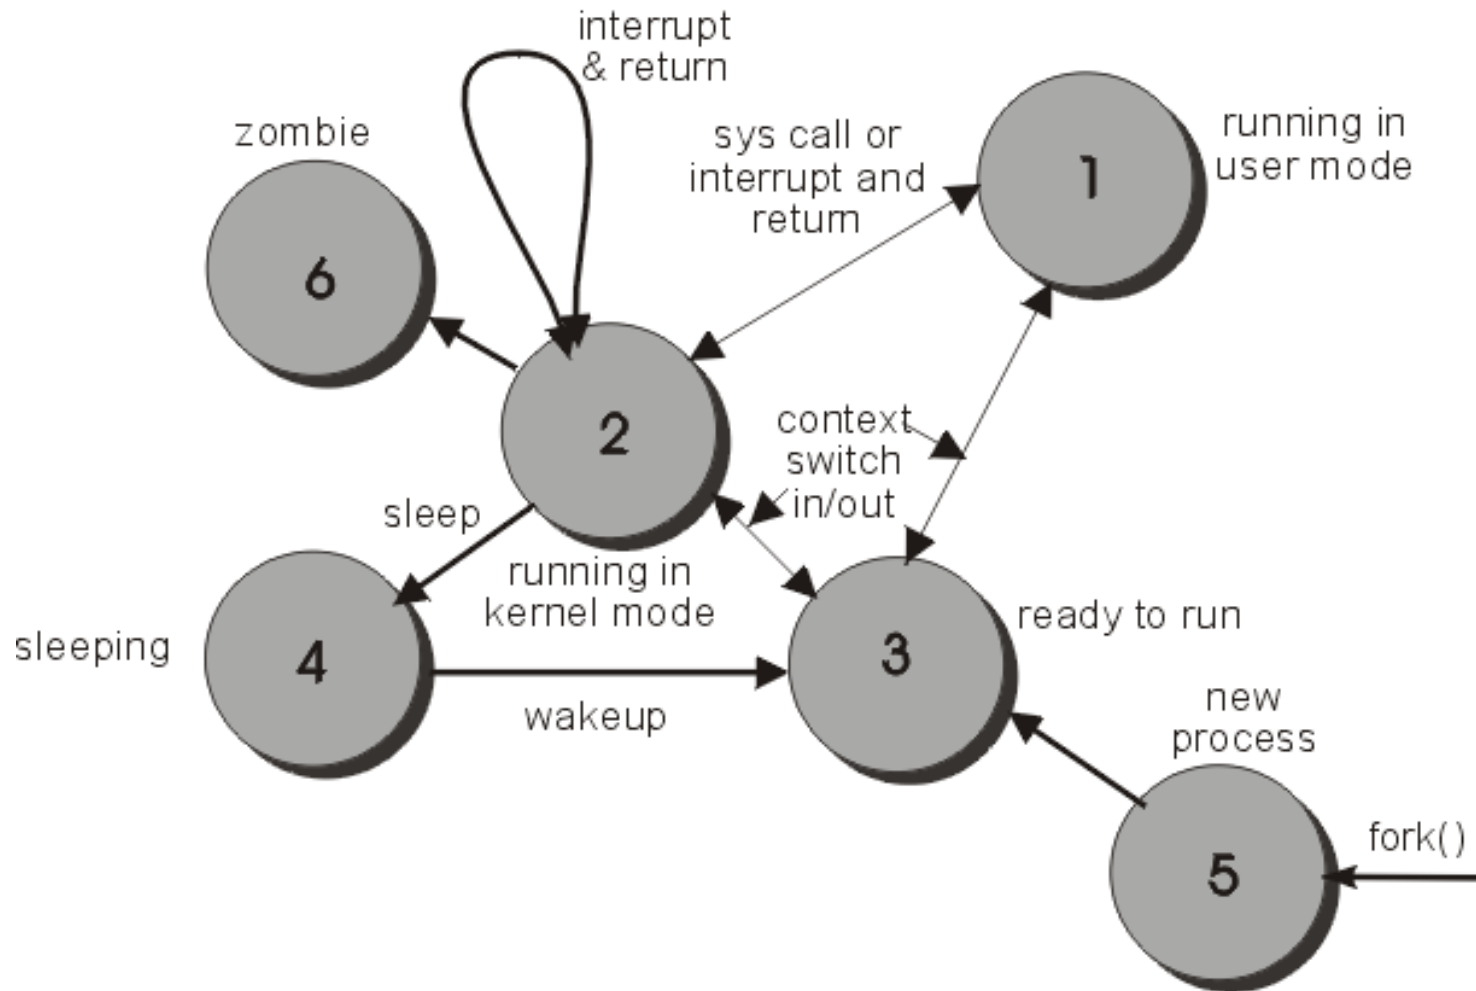 interrupt
& return
zombie
sys call or
interrupt and
return
1
running in
user mode
6
2
context
switch
in/out
sleep
running in
kernel mode
sleeping
4
wakeup
3
ready to run
new
process
5
fork()